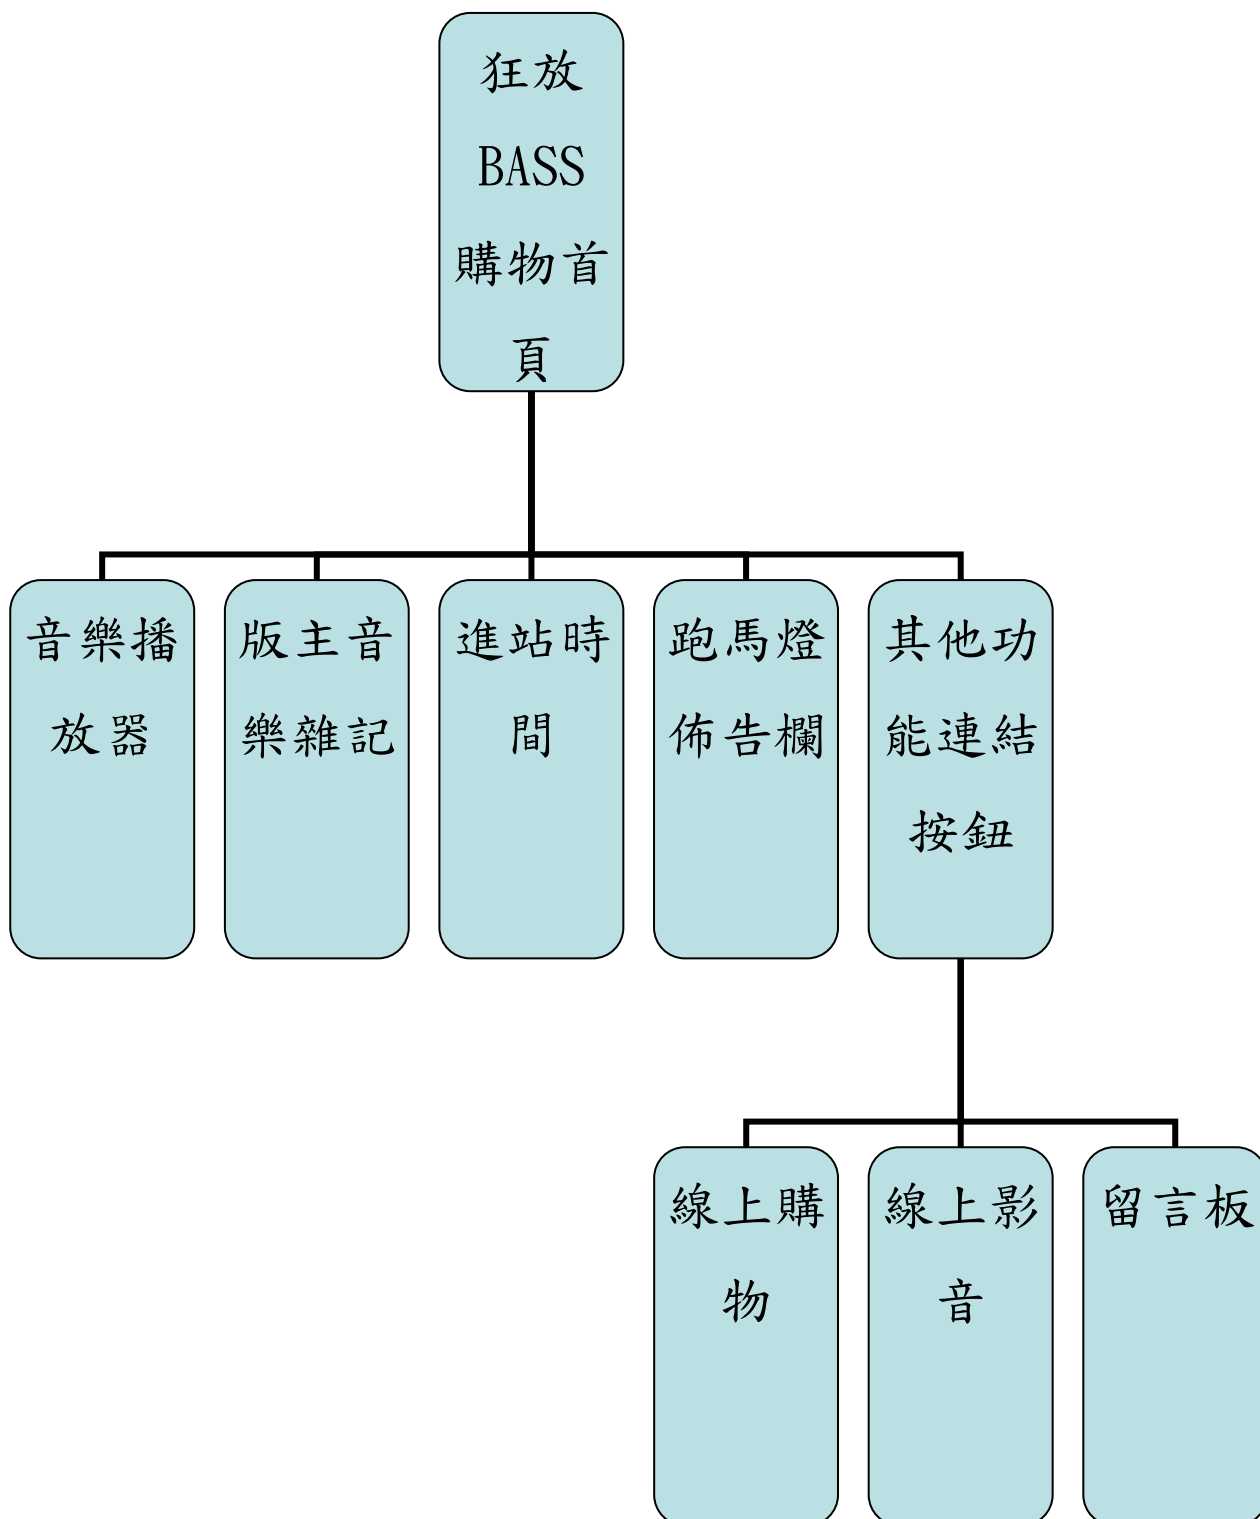 狂放
BASS
購物首
頁
音樂播
放器
版主音
樂雜記
進站時
間
跑馬燈
佈告欄
其他功
能連結
按鈕
線上購
物
線上影
音
留言板